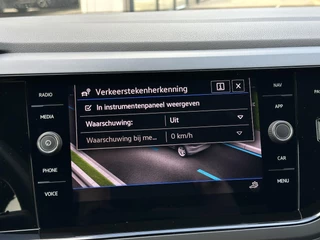 Verkeerstekenherkenning
In instrumentenpaneel weergeven
Waarschuwing: Uit
Waarschuwing bij me... 0 km/h
RADIO
MEDIA
PHONE
VOICE
NAV
APP
CAR
MENU